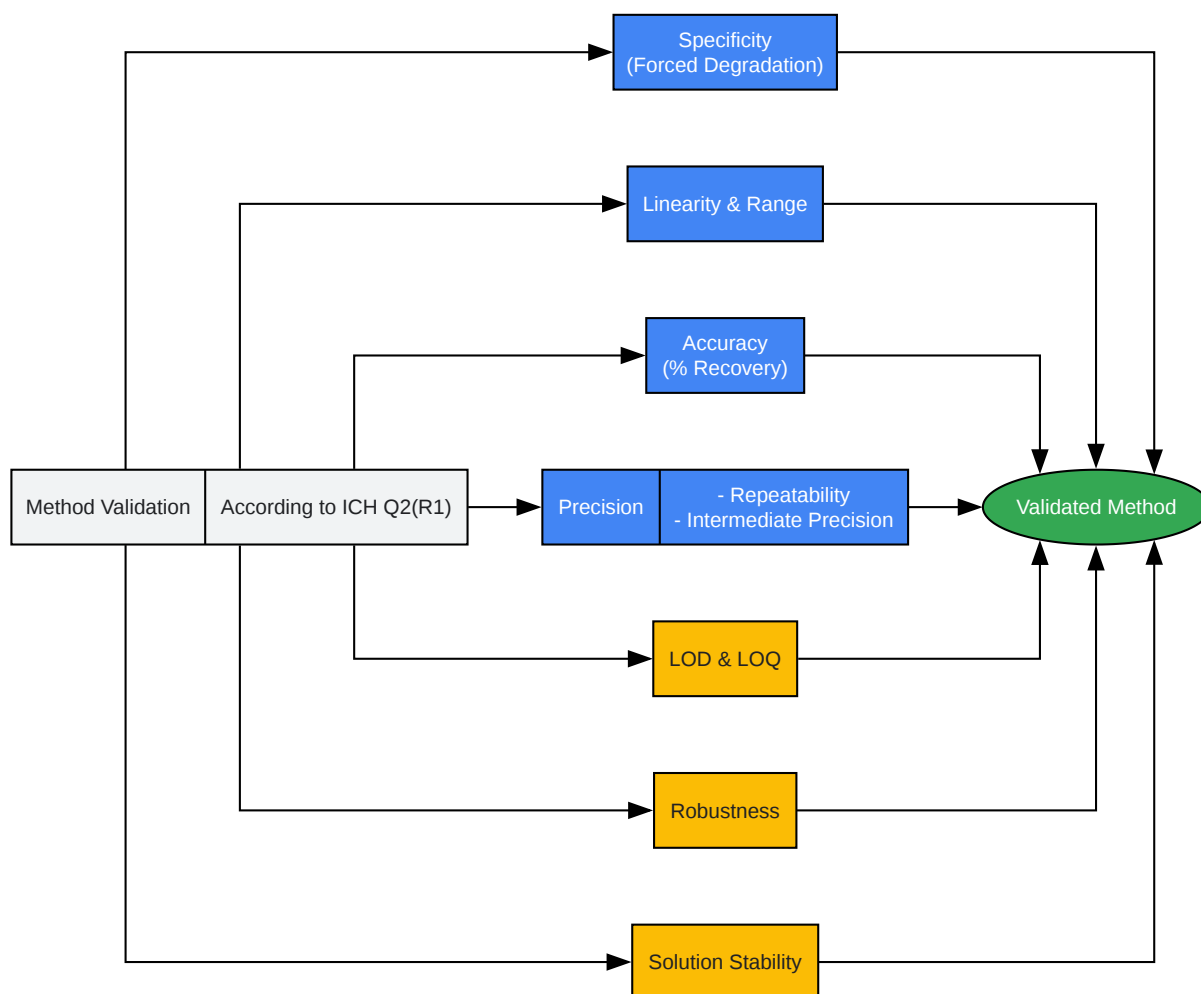 Specificity
(Forced Degradation)
Linearity & Range
Accuracy
(% Recovery)
Method Validation
According to ICH Q2(R1)
Precision
- Repeatability
- Intermediate Precision
Validated Method
LOD & LOQ
Robustness
Solution Stability